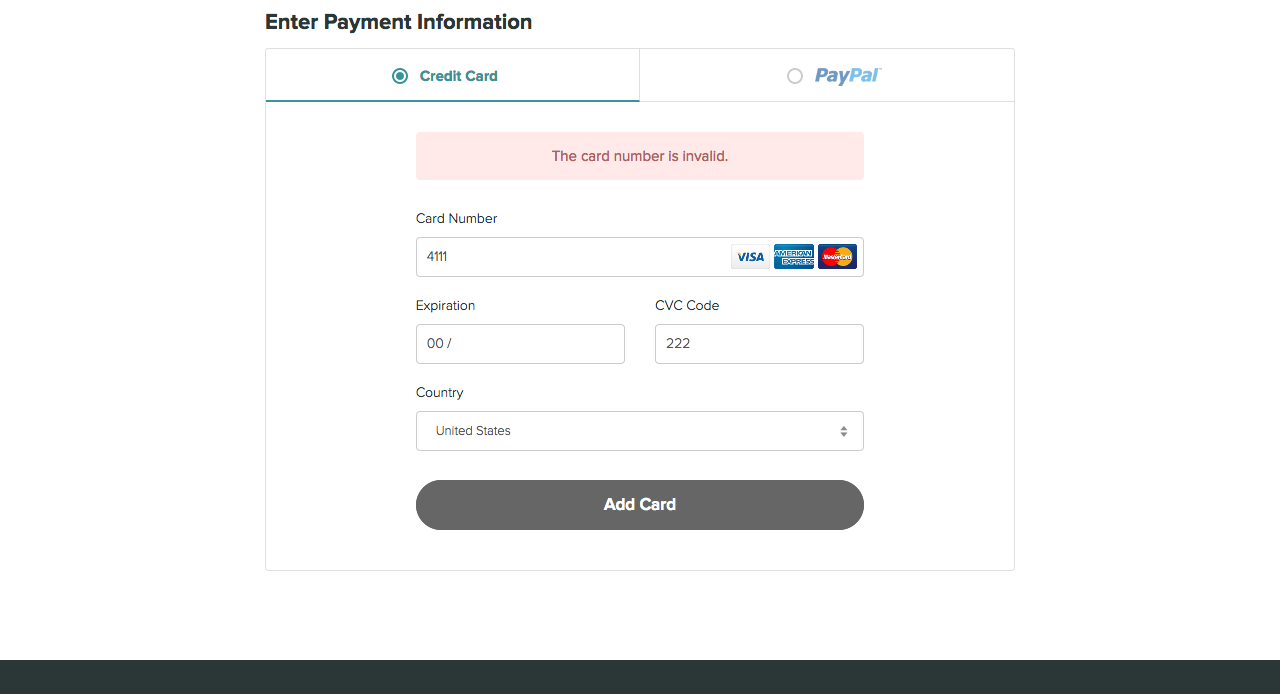 Enter Payment Information
Credit Card
PayPal™
The card number is invalid.
Card Number
4111
VISA
AMERICAN EXPRESS
MasterCard
Expiration
CVC Code
00 /
222
Country
United States
Add Card